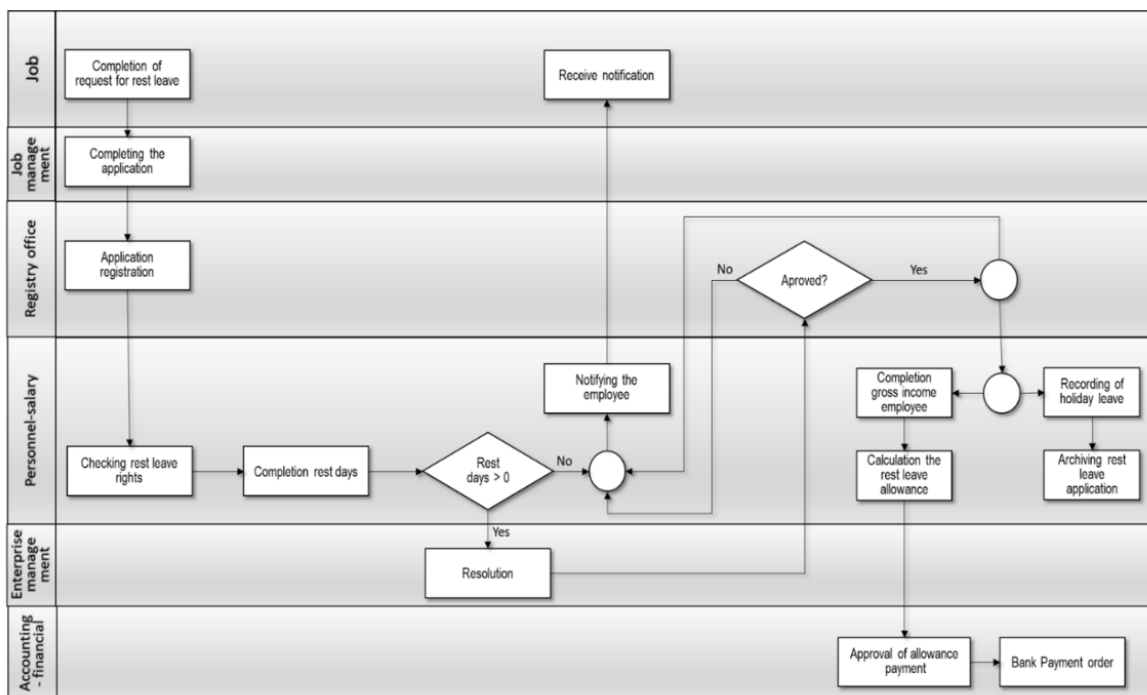 Job
Completion of
request for rest leave
Receive notification
Job
manage
ment
Completing the
application
Registry office
Application
registration
No
Aproved?
Yes
Personnel-salary
Notifying the
employee
Completion
gross income
employee
Recording of
holiday leave
Checking rest leave
rights
Completion rest days
Rest
days > 0
No
Calculation the
rest leave
allowance
Archiving rest
leave
application
Yes
Enterprise
manage
ment
Resolution
Accounting
- financial
Approval of allowance
payment
Bank Payment order